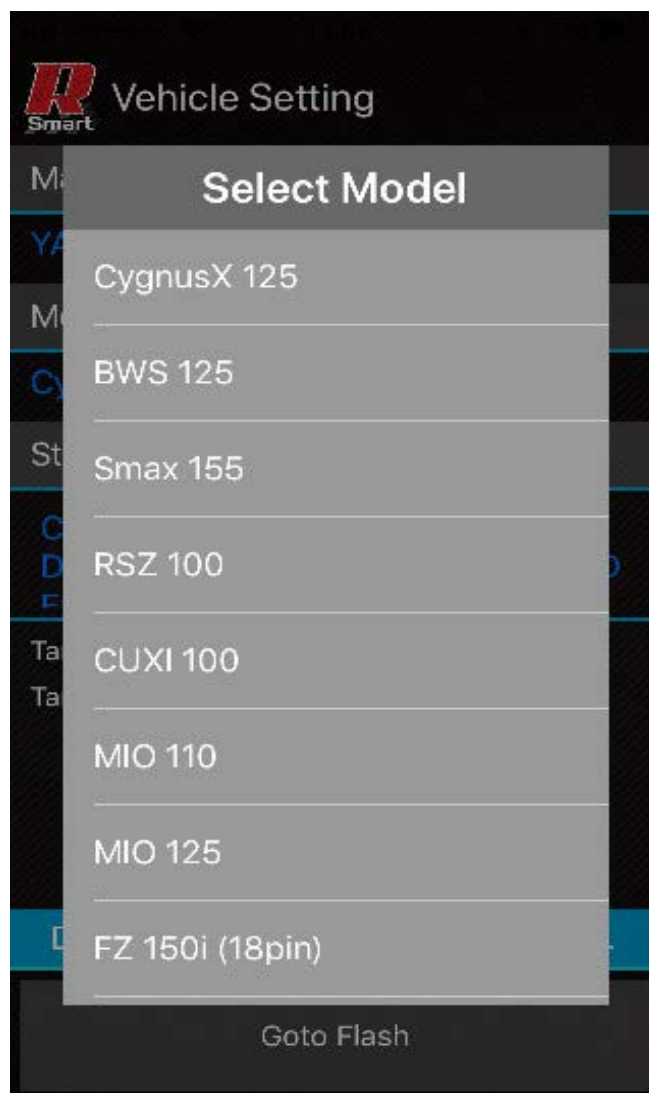 R
Smart
Vehicle Setting
Select Model
CygnusX 125
BWS 125
Smax 155
RSZ 100
CUXI 100
MIO 110
MIO 125
FZ 150i (18pin)
Goto Flash